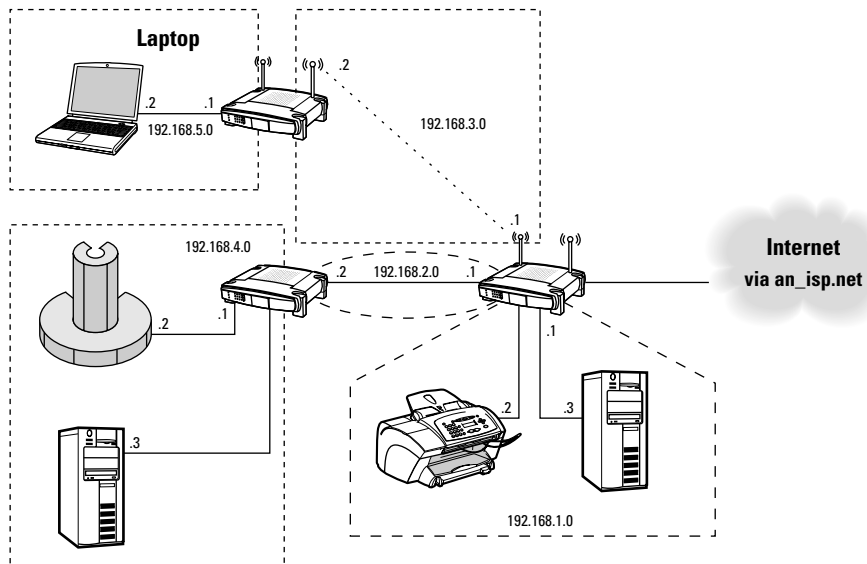 Laptop
.2
.2 .1
192.168.5.0
192.168.3.0
.1
192.168.4.0
.2 192.168.2.0 .1
Internet
via an_isp.net
.2 .1
.1
.3
.2 .3
192.168.1.0